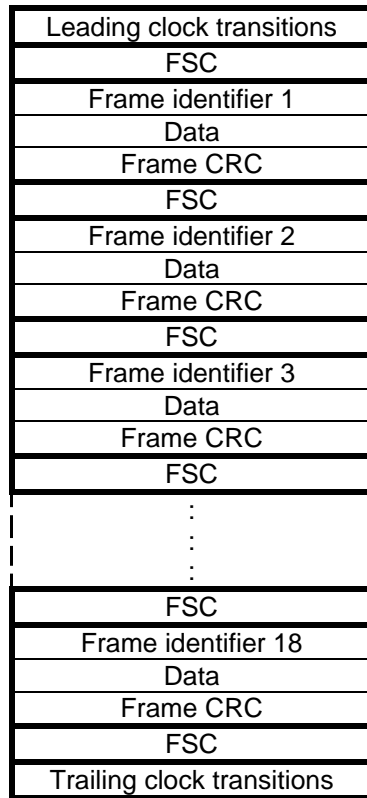 Leading clock transitions
FSC
Frame identifier 1
Data
Frame CRC
FSC
Frame identifier 2
Data
Frame CRC
FSC
Frame identifier 3
Data
Frame CRC
FSC
:
:
:
FSC
Frame identifier 18
Data
Frame CRC
FSC
Trailing clock transitions